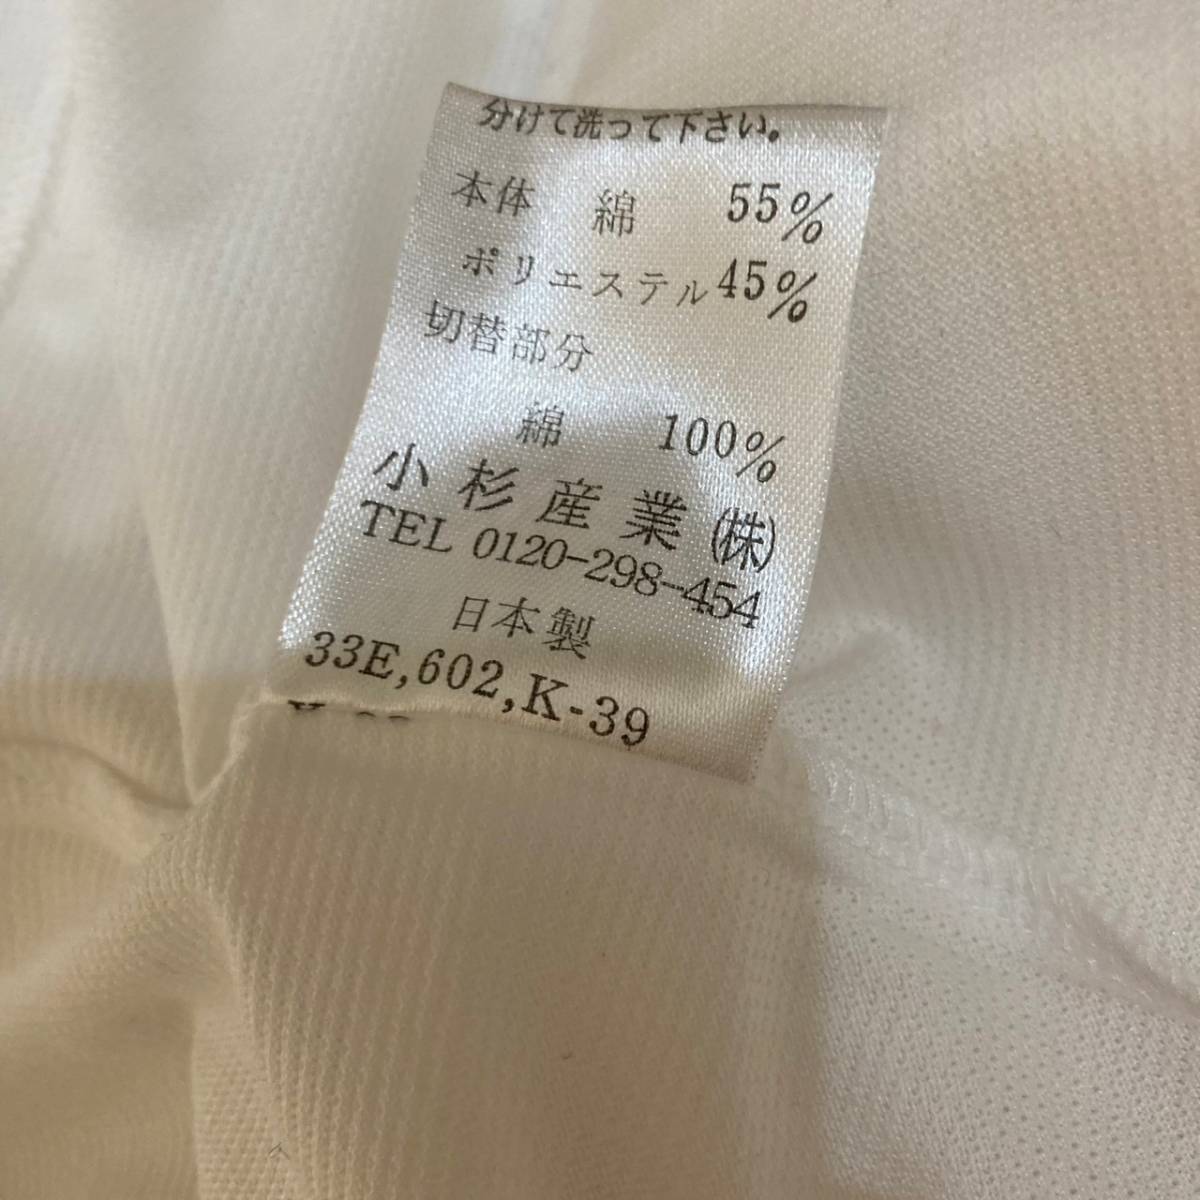 分けて洗って下さい。
本体 綿 55%
ポリエステル45%
切替部分
綿 100%
小杉産業(株)
TEL 0120-298-454
日本製
33E,602,K-39